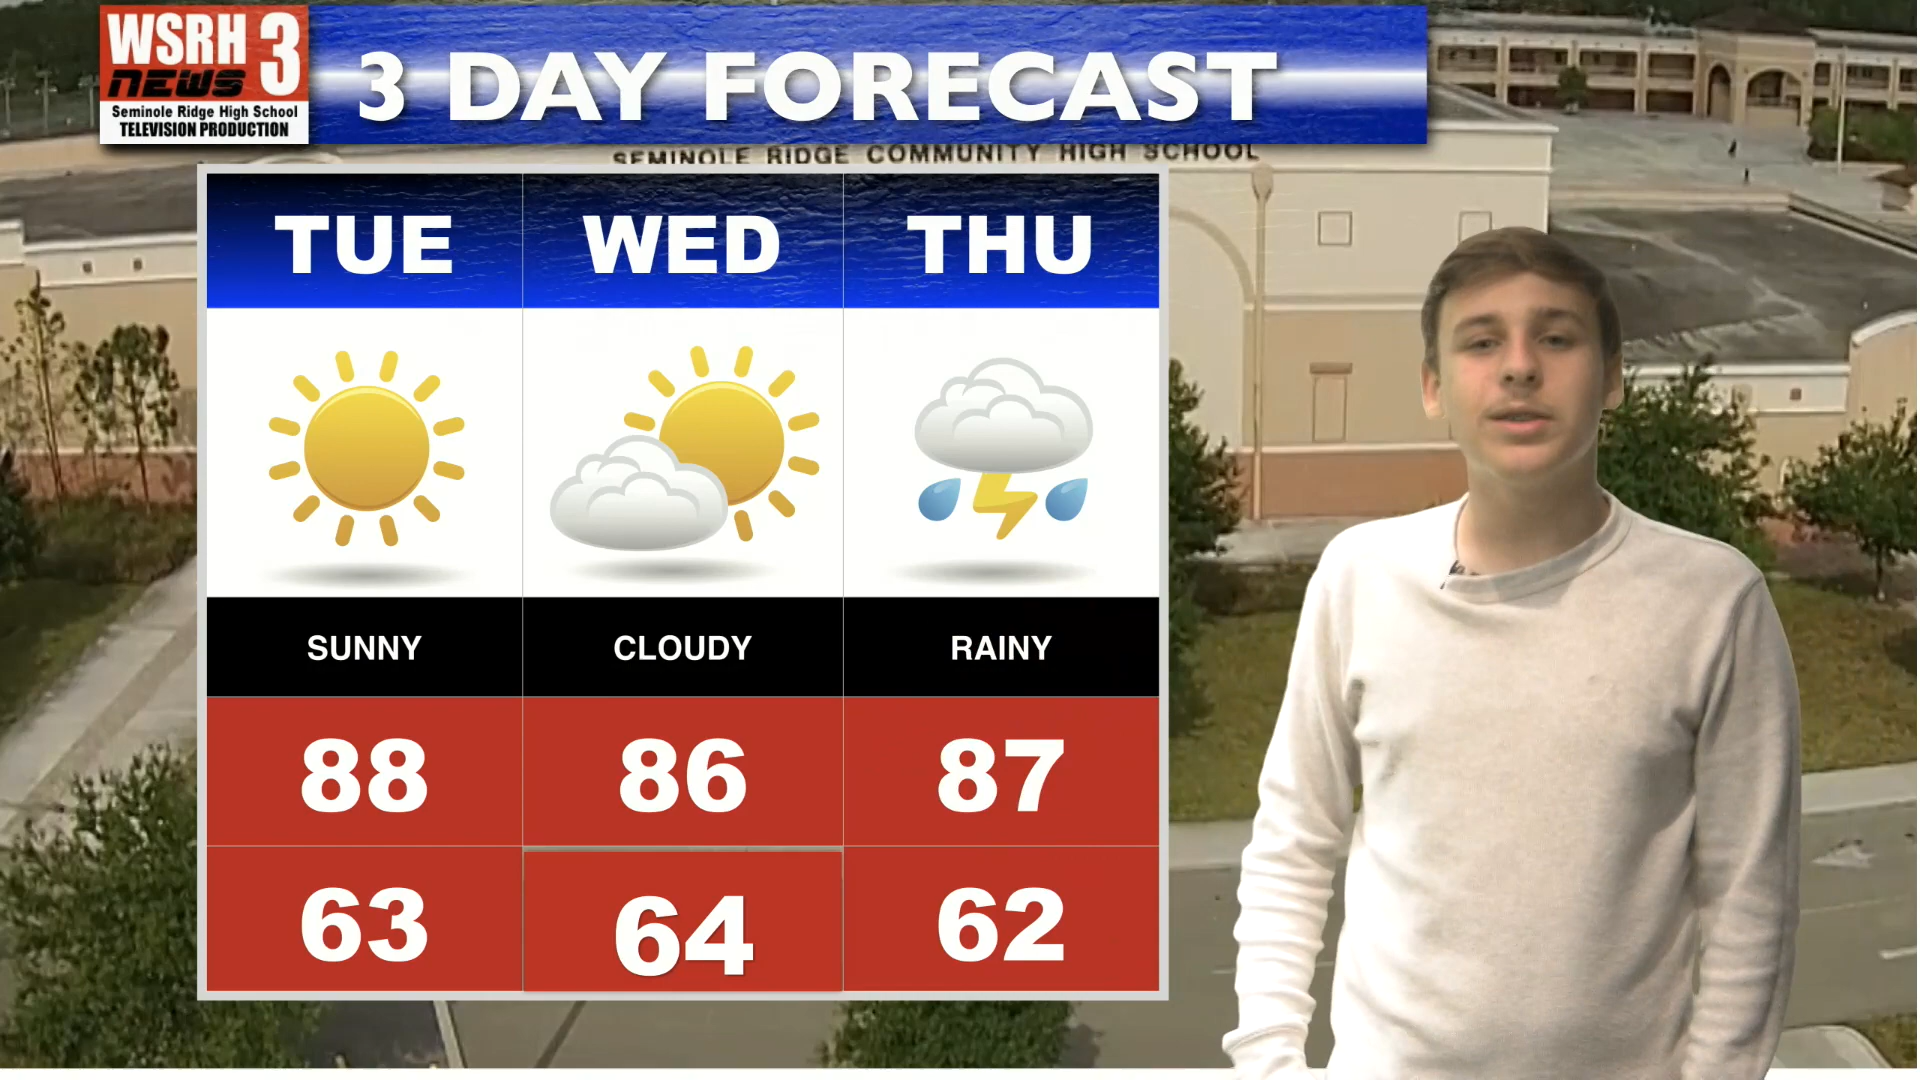 WSRH 3
NEWS
Seminole Ridge High School
TELEVISION PRODUCTION
3 DAY FORECAST
SEMINOLE RIDGE COMMUNITY HIGH SCHOOL
TUE WED THU
SUNNY CLOUDY RAINY
88 86 87
63 64 62